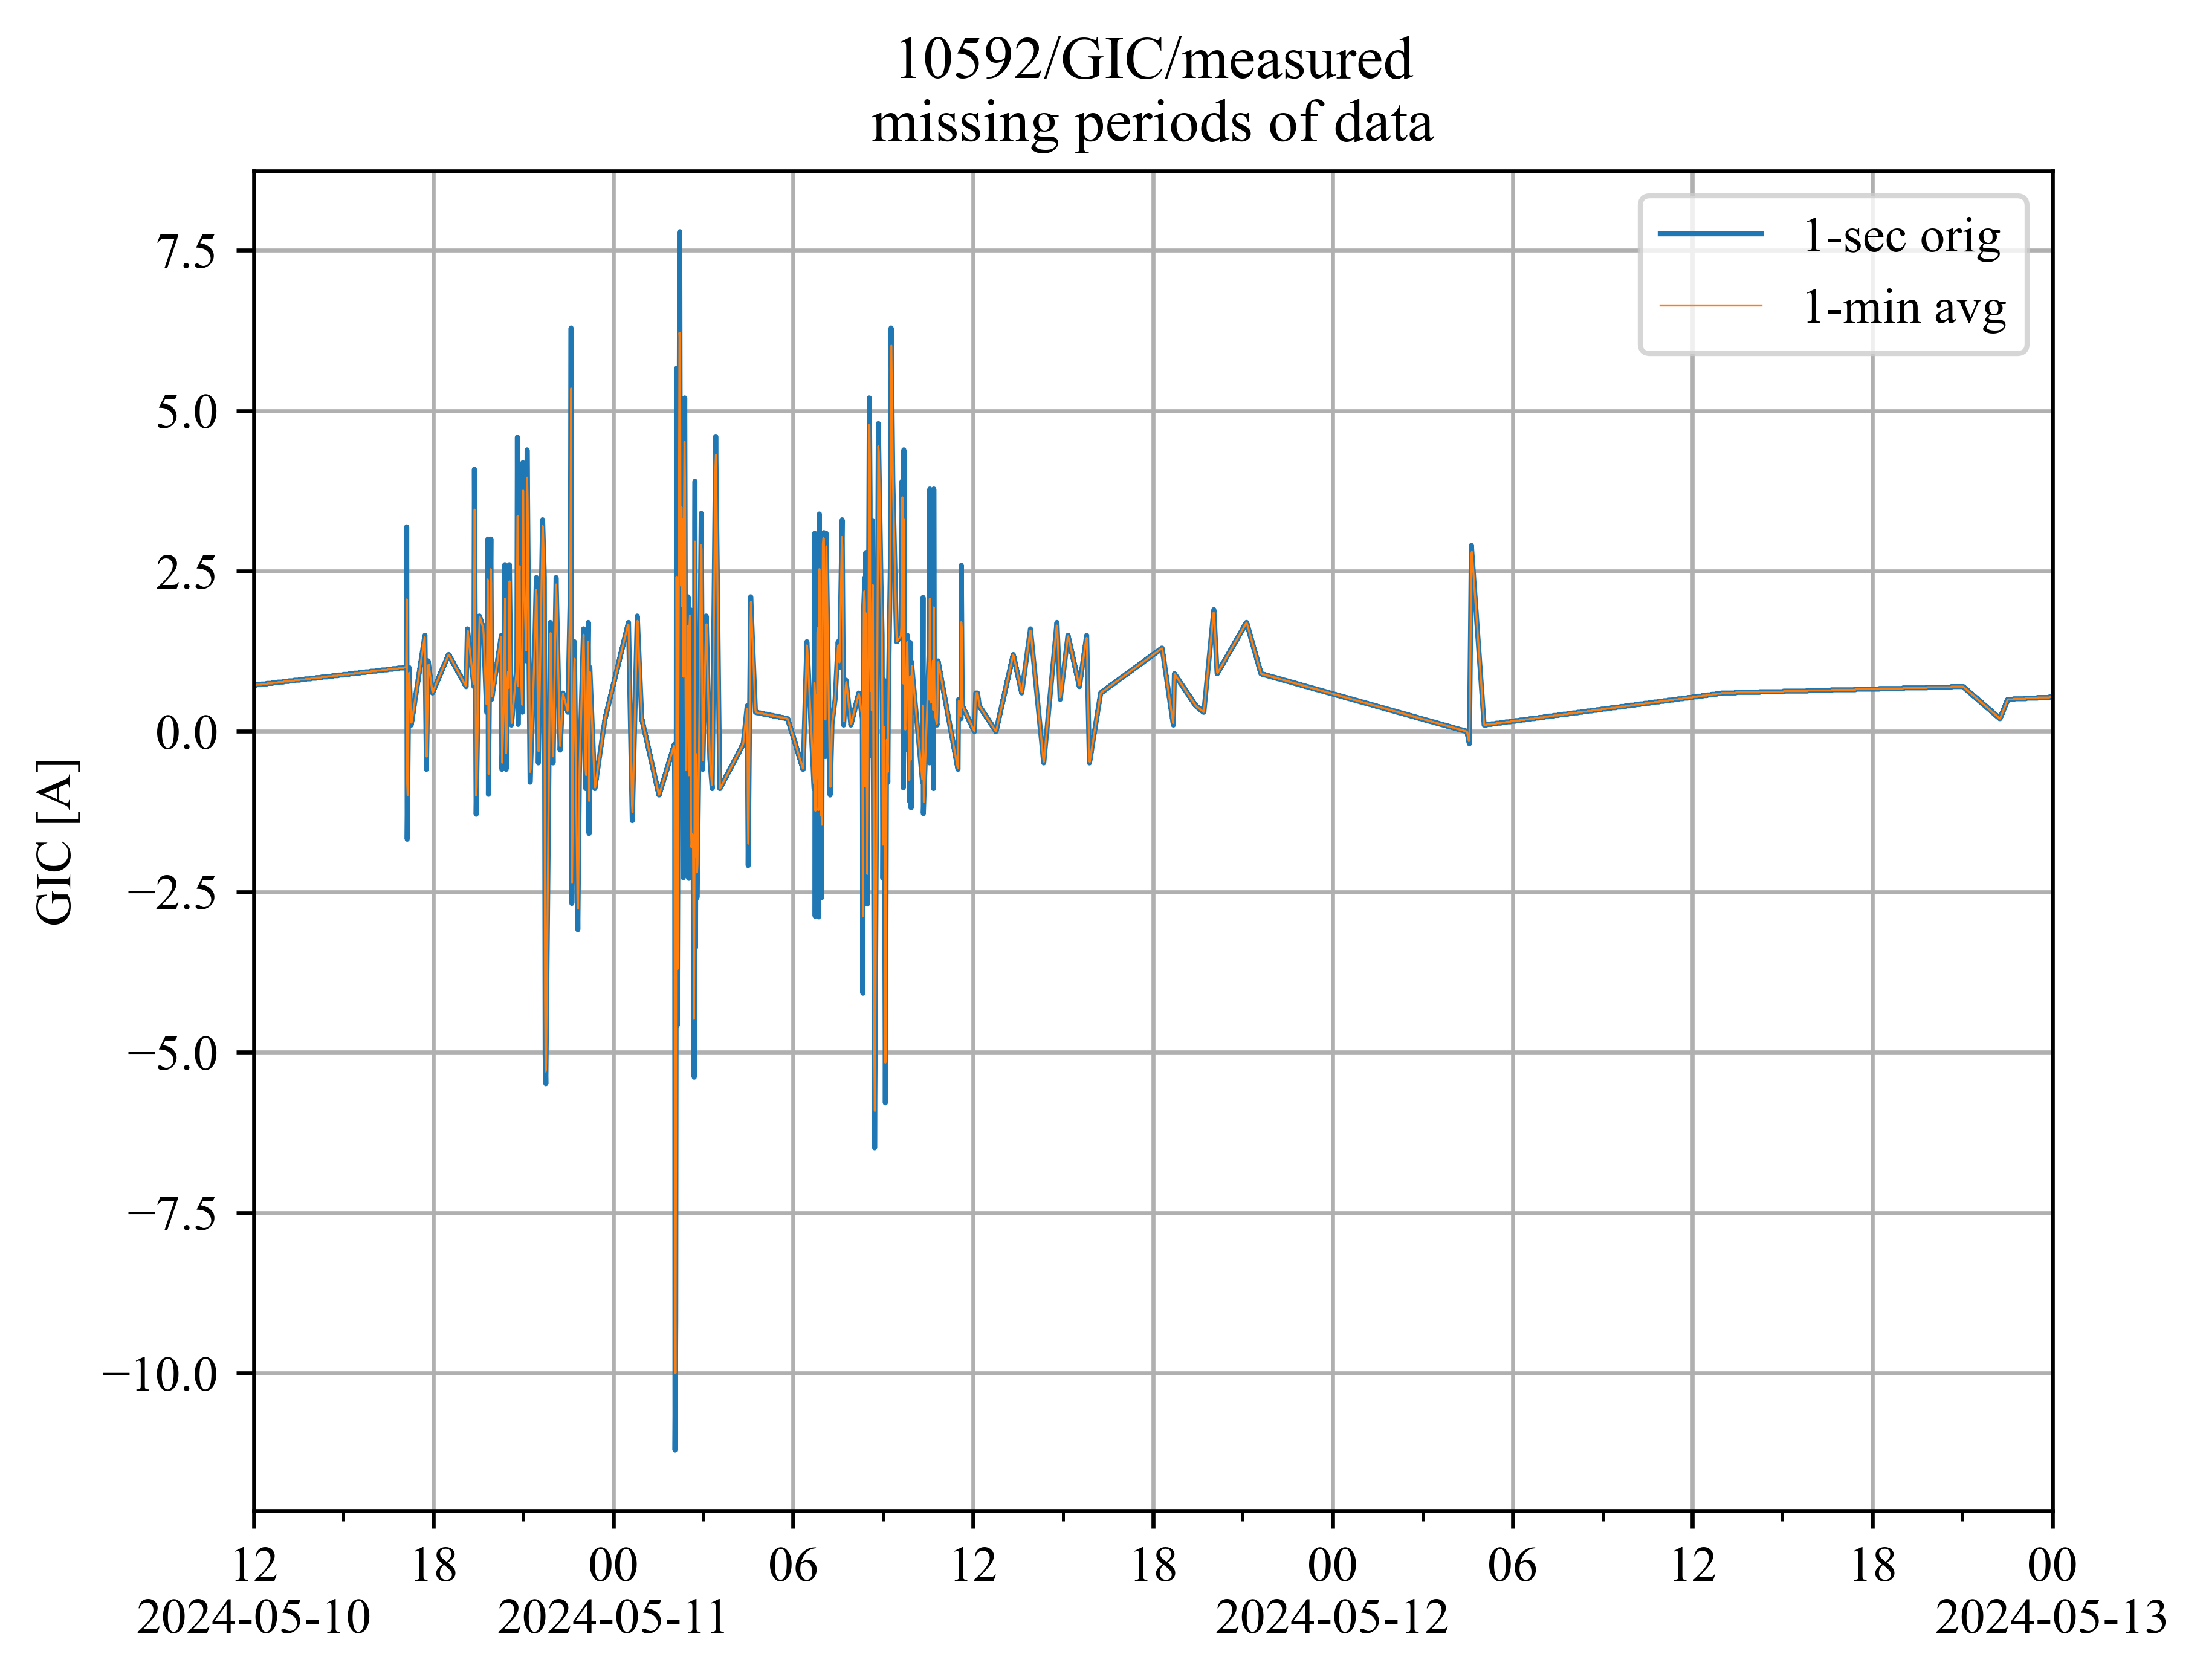 10592/GIC/measured
missing periods of data
1-sec orig
1-min avg
GIC [A]
7.5
5.0
2.5
0.0
−2.5
−5.0
−7.5
−10.0
12 18 00 06 12 18 00 06 12 18 00
2024-05-10 2024-05-11 2024-05-12 2024-05-13